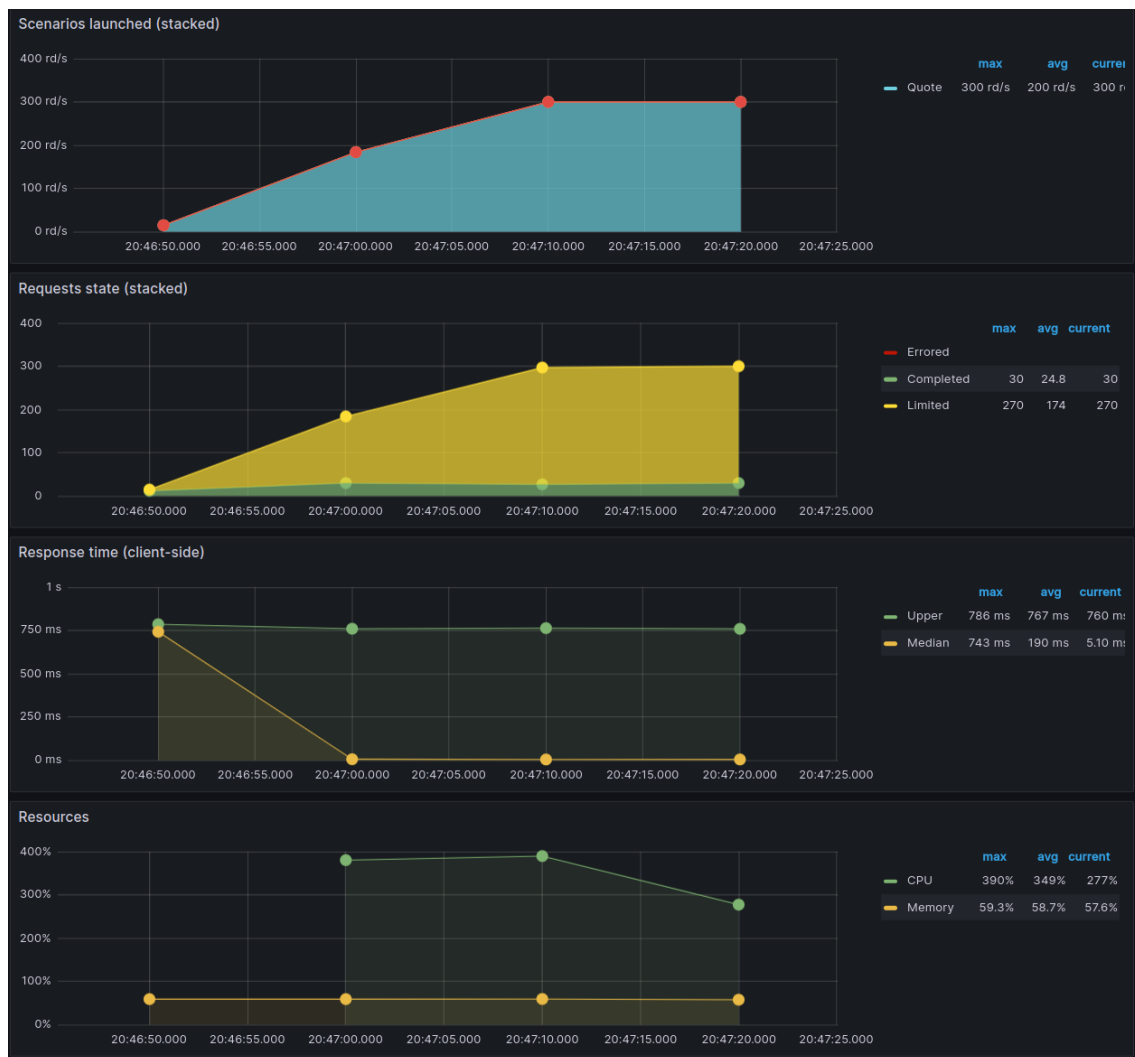 Scenarios launched (stacked)
400 rd/s
300 rd/s
200 rd/s
100 rd/s
0 rd/s
20:46:50.000 20:46:55.000 20:47:00.000 20:47:05.000 20:47:10.000 20:47:15.000 20:47:20.000 20:47:25.000
max avg
Quote 300 rd/s 200 rd/s 300
Requests state (stacked)
400
300
200
100
0
20:46:50.000 20:46:55.000 20:47:00.000 20:47:05.000 20:47:10.000 20:47:15.000 20:47:20.000 20:47:25.000
max avg current
Errored
Completed 30 24.8 30
Limited 270 174 270
Response time (client-side)
1 s
750 ms
500 ms
250 ms
0 ms
20:46:50.000 20:46:55.000 20:47:00.000 20:47:05.000 20:47:10.000 20:47:15.000 20:47:20.000 20:47:25.000
max avg current
Upper 786 ms 767 ms 760 ms
Median 743 ms 190 ms 5.10 ms
Resources
400%
300%
200%
100%
0%
20:46:50.000 20:46:55.000 20:47:00.000 20:47:05.000 20:47:10.000 20:47:15.000 20:47:20.000 20:47:25.000
max avg current
CPU 390% 349% 277%
Memory 59.3% 58.7% 57.6%